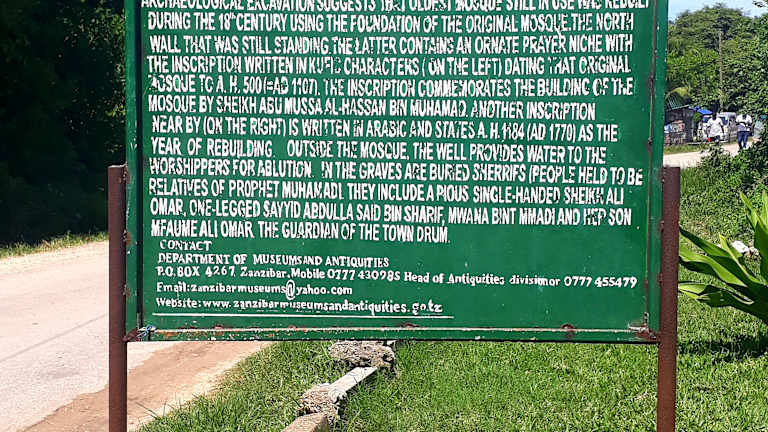 ARCHAEOLOGICAL EXCAVATION SUGGESTS THAT OLDEST MOSQUE STILL IN USE WAS REBUILT
DURING THE 18th CENTURY USING THE FOUNDATION OF THE ORIGINAL MOSQUE.THE NORTH
WALL THAT WAS STILL STANDING.THE LATTER CONTAINS AN ORNATE PRAYER NICHE WITH
THE INSCRIPTION WRITTEN IN KUFIC CHARACTERS ( ON THE LEFT) DATING THAT ORIGINAL
MOSQUE TO A. H. 500 (=AD 1107). THE INSCRIPTION COMMEMORATES THE BUILDING OF THE
MOSQUE BY SHEIKH ABU MUSSA AL-HASSAN BIN MUHAMAD. ANOTHER INSCRIPTION
NEAR BY (ON THE RIGHT) IS WRITTEN IN ARABIC AND STATES A. H. 1184 (AD 1770) AS THE
YEAR OF REBUILDING. OUTSIDE THE MOSQUE, THE WELL PROVIDES WATER TO THE
WORSHIPPERS FOR ABLUTION. IN THE GRAVES ARE BURIED SHERRIFS (PEOPLE HELD TO BE
RELATIVES OF PROPHET MUHAMAD). THEY INCLUDE A PIOUS SINGLE-HANDED SHEIKH ALI
OMAR, ONE-LEGGED SAYYID ABDULLA SAID BIN SHARIF, MWANA BINT MMADI AND HER SON
MFAUME ALI OMAR, THE GUARDIAN OF THE TOWN DRUM.
CONTACT
DEPARTMENT OF MUSEUMS AND ANTIQUITIES
P.O. BOX 4267, Zanzibar, Mobile 0777 430985 Head of Antiquities division or 0777 455479
Email:zanzibarmuseums@yahoo.com
Website: www.zanzibarmuseumsandantiquities.go.tz